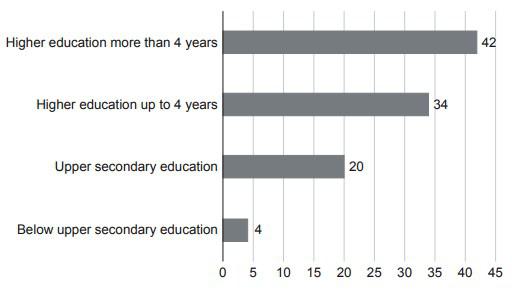 Higher education more than 4 years 42
Higher education up to 4 years 34
Upper secondary education 20
Below upper secondary education 4
0 5 10 15 20 25 30 35 40 45